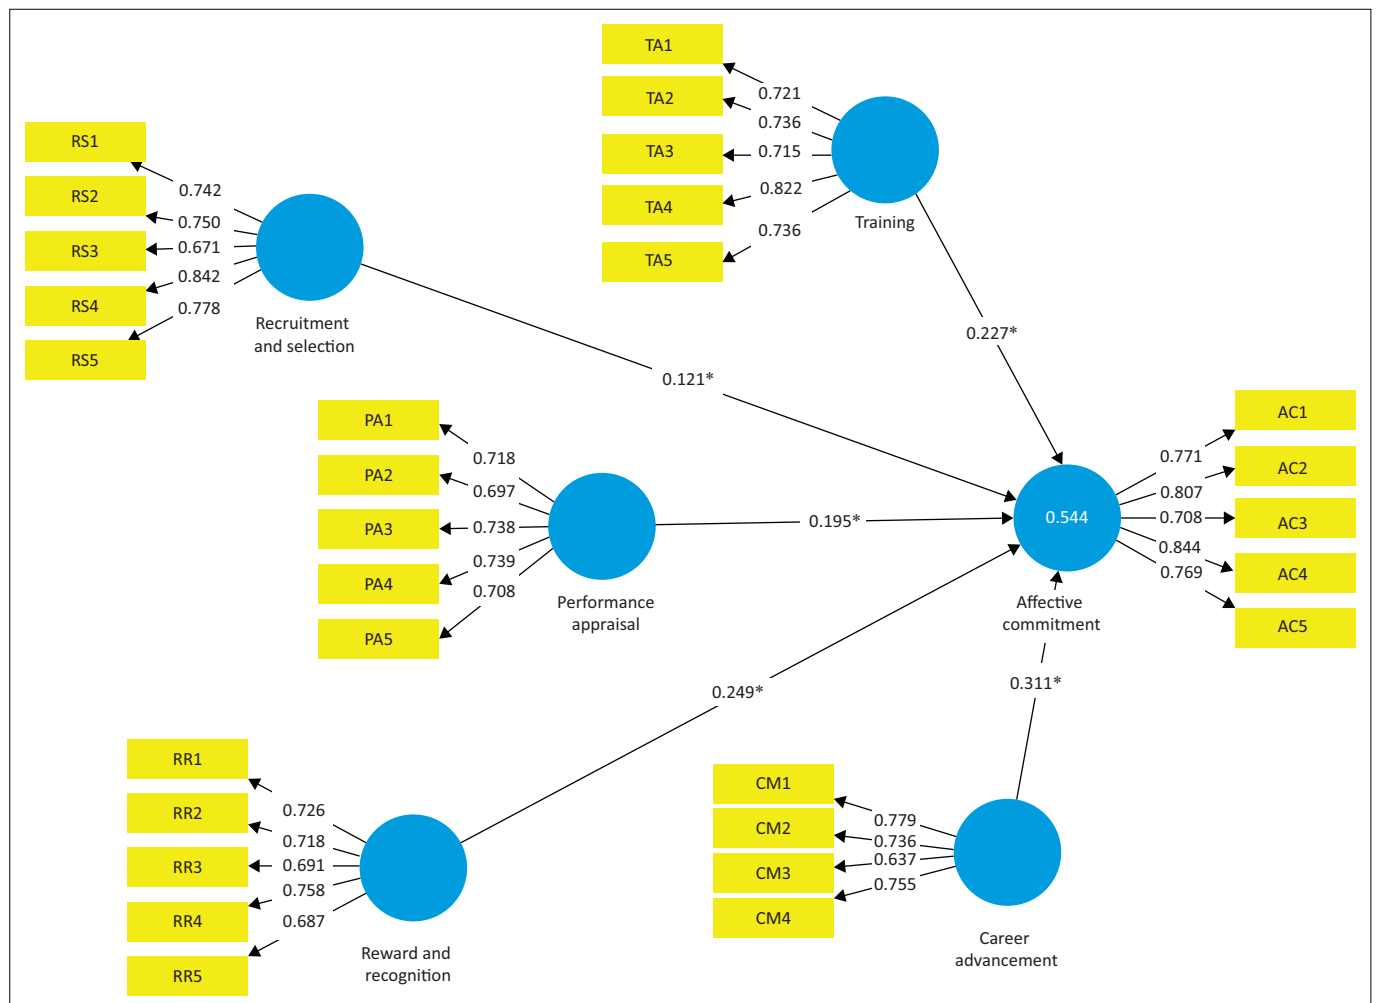 TA1
TA2
TA3
TA4
TA5
0.721
0.736
0.715
0.822
0.736
Training
RS1
RS2
RS3
RS4
RS5
0.742
0.750
0.671
0.842
0.778
Recruitment
and selection
0.227*
0.121*
PA1
PA2
PA3
PA4
PA5
0.718
0.697
0.738
0.739
0.708
Performance
appraisal
0.195*
0.544
Affective
commitment
AC1
AC2
AC3
AC4
AC5
0.771
0.807
0.708
0.844
0.769
0.249*
0.311*
RR1
RR2
RR3
RR4
RR5
0.726
0.718
0.691
0.758
0.687
Reward and
recognition
CM1
CM2
CM3
CM4
0.779
0.736
0.637
0.755
Career
advancement